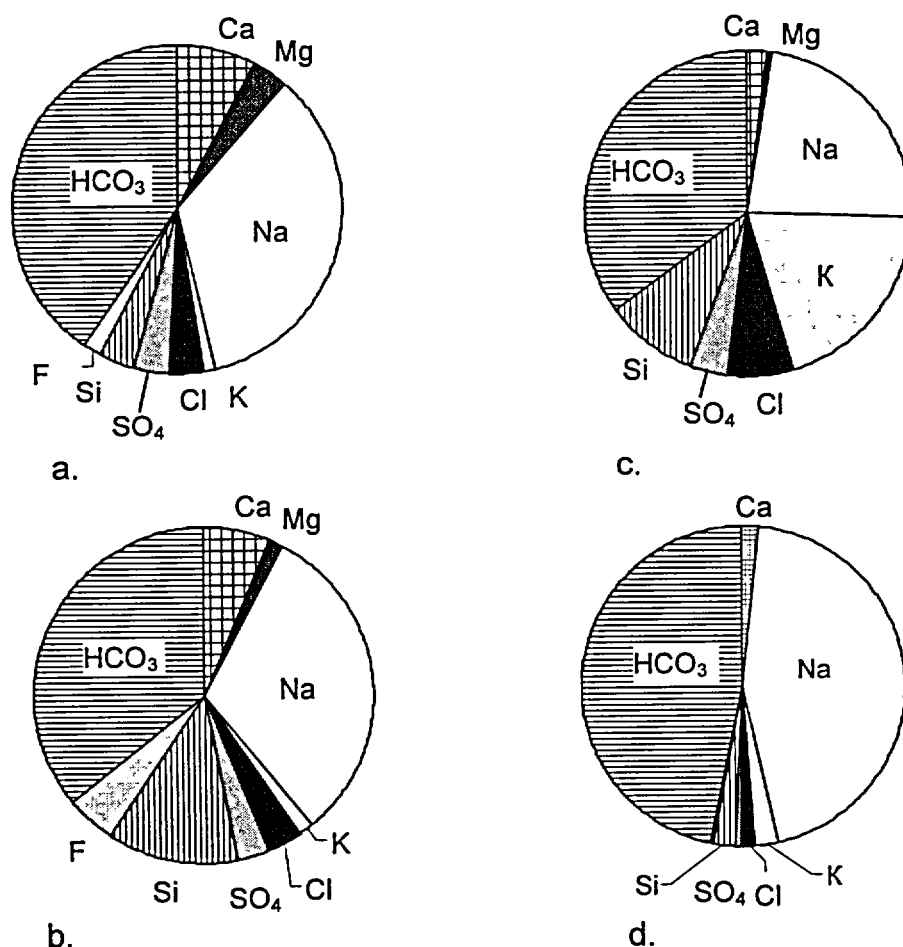 Ca
Mg
HCO₃
Na
F
Si
SO₄
Cl
K
a.
Ca
Mg
HCO₃
Na
K
Si
SO₄
Cl
c.
Ca
Mg
HCO₃
Na
F
Si
SO₄
Cl
K
b.
Ca
HCO₃
Na
Si
SO₄
Cl
K
d.